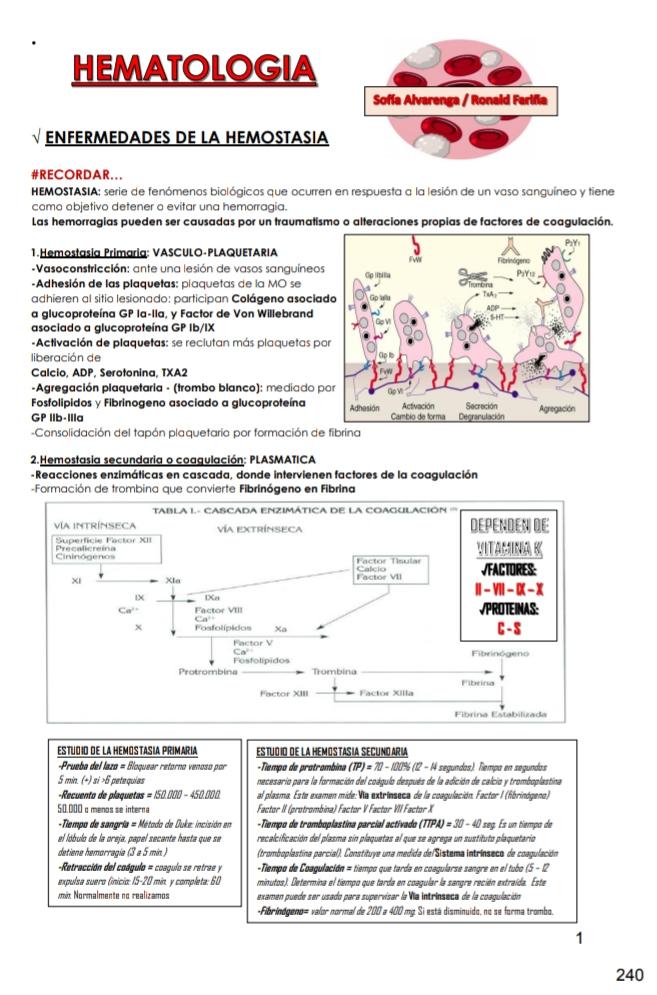 HEMATOLOGIA
Sofía Alvarenga / Ronald Fariña
√ ENFERMEDADES DE LA HEMOSTASIA
#RECORDAR...
HEMOSTASIA: serie de fenómenos biológicos que ocurren en respuesta a la lesión de un vaso sanguíneo y tiene
como objetivo detener o evitar una hemorragia.
Las hemorragias pueden ser causadas por un traumatismo o alteraciones propias de factores de coagulación.
1.Hemostasia Primaria: VASCULO-PLAQUETARIA
-Vasoconstricción: ante una lesión de vasos sanguíneos
-Adhesión de las plaquetas: plaquetas de la MO se
adhieren al sitio lesionado: participan Colágeno asociado
a glucoproteína GP Ia-IIa, y Factor de Von Willebrand
asociado a glucoproteína GP Ib/IX
-Activación de plaquetas: se reclutan más plaquetas por
liberación de
Calcio, ADP, Serotonina, TXA2
-Agregación plaquetaria - (trombo blanco): mediado por
Fosfolipidos y Fibrinogeno asociado a glucoproteína
GP IIb-IIIa
-Consolidación del tapón plaquetario por formación de fibrina
FvW
Fibrinógeno
P2Y1
P2Y12
Gp IIbIIIa
Trombina
TxA2
Gp IaIIa
ADP
5-HT
Gp VI
Gp Ib
FvW
Gp VI
Adhesión
Activación
Cambio de forma
Secreción
Degranulación
Agregación
2.Hemostasia secundaria o coagulación: PLASMATICA
-Reacciones enzimáticas en cascada, donde intervienen factores de la coagulación
-Formación de trombina que convierte Fibrinógeno en Fibrina
TABLA I.- CASCADA ENZIMÁTICA DE LA COAGULACIÓN
VÍA INTRÍNSECA
VÍA EXTRÍNSECA
Superficie Factor XII
Precalicreína
Cininógenos
Factor Tisular
Calcio
Factor VII
XI
XIa
IX
IXa
Ca²⁺
Factor VIII
Ca²⁺
Fosfolípidos
X
Xa
Factor V
Ca²⁺
Fosfolípidos
Protrombina
Trombina
Fibrinógeno
Fibrina
Factor XIII
Factor XIIIa
Fibrina Estabilizada
DEPENDEN DE
VITAMINA K
√FACTORES:
II – VII – IX – X
√PROTEINAS:
C - S
ESTUDIO DE LA HEMOSTASIA PRIMARIA
-Prueba del lazo = Bloquear retorno venoso por
5 min. (+) si >6 petequias
-Recuento de plaquetas = 150.000 – 450.000.
50.000 o menos se interna
-Tiempo de sangría = Método de Duke: incisión en
el lóbulo de la oreja, papel secante hasta que se
detiene hemorragia (3 a 5 min.)
-Retracción del coágulo = coagulo se retrae y
expulsa suero (inicio: 15-20 min. y completa: 60
min. Normalmente no realizamos
ESTUDIO DE LA HEMOSTASIA SECUNDARIA
-Tiempo de protrombina (TP) = 70 – 100% (12 – 14 segundos). Tiempo en segundos
necesario para la formación del coágulo después de la adición de calcio y tromboplastina
al plasma. Este examen mide: Via extrínseca de la coagulación. Factor I (fibrinógeno)
Factor II (protrombina) Factor V Factor VII Factor X
-Tiempo de tromboplastina parcial activado (TTPA) = 30 – 40 seg. Es un tiempo de
recalcificación del plasma sin plaquetas al que se agrega un sustituto plaquetario
(tromboplastina parcial). Constituye una medida del Sistema intrínseco de coagulación
-Tiempo de Coagulación = tiempo que tarda en coagularse sangre en el tubo (5 – 12
minutos). Determina el tiempo que tarda en coagular la sangre recién extraída. Este
examen puede ser usado para supervisar la Via intrínseca de la coagulación
-Fibrinógeno= valor normal de 200 a 400 mg. Si está disminuido, no se forma trombo.
1
240